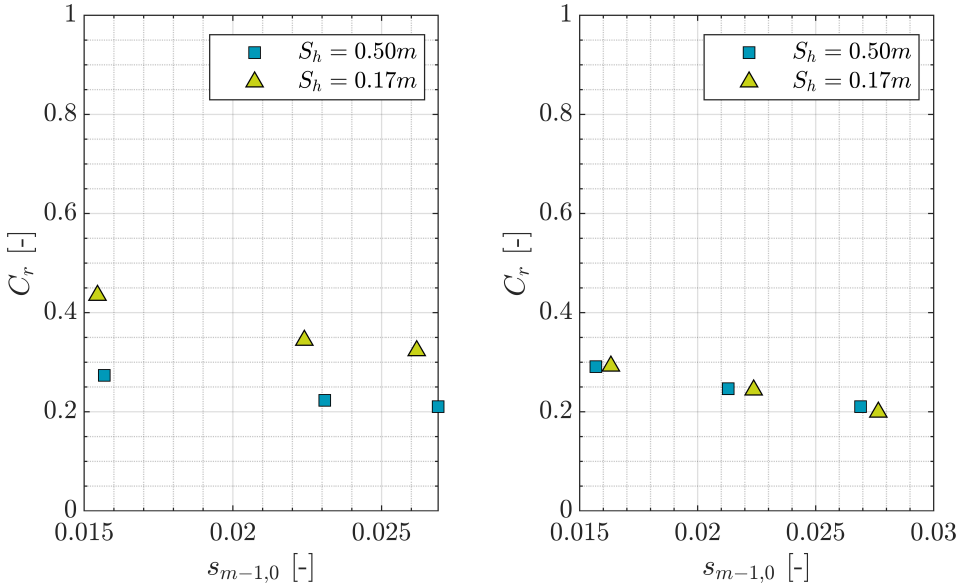 1
0.8
0.6
0.4
0.2
0
C_r [-]
S_h = 0.50m
S_h = 0.17m
0.015
0.02
0.025
s_{m−1,0} [-]
1
0.8
0.6
0.4
0.2
0
C_r [-]
S_h = 0.50m
S_h = 0.17m
0.015
0.02
0.025
0.03
s_{m−1,0} [-]